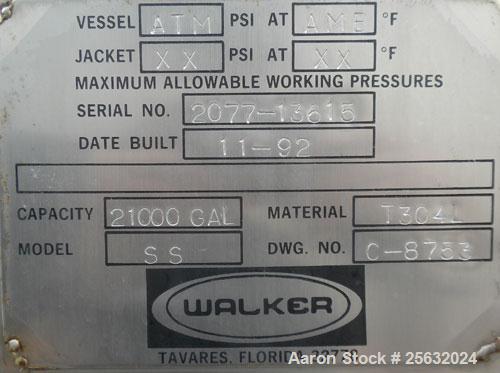 VESSEL ATM PSI AT AMB °F
JACKET XX PSI AT XX °F
MAXIMUM ALLOWABLE WORKING PRESSURES
SERIAL NO. 2077-13615
DATE BUILT 11-92
CAPACITY 21000 GAL MATERIAL T304L
MODEL SS DWG. NO. C-8753
WALKER
TAVARES, FLORIDA
Aaron Stock # 25632024